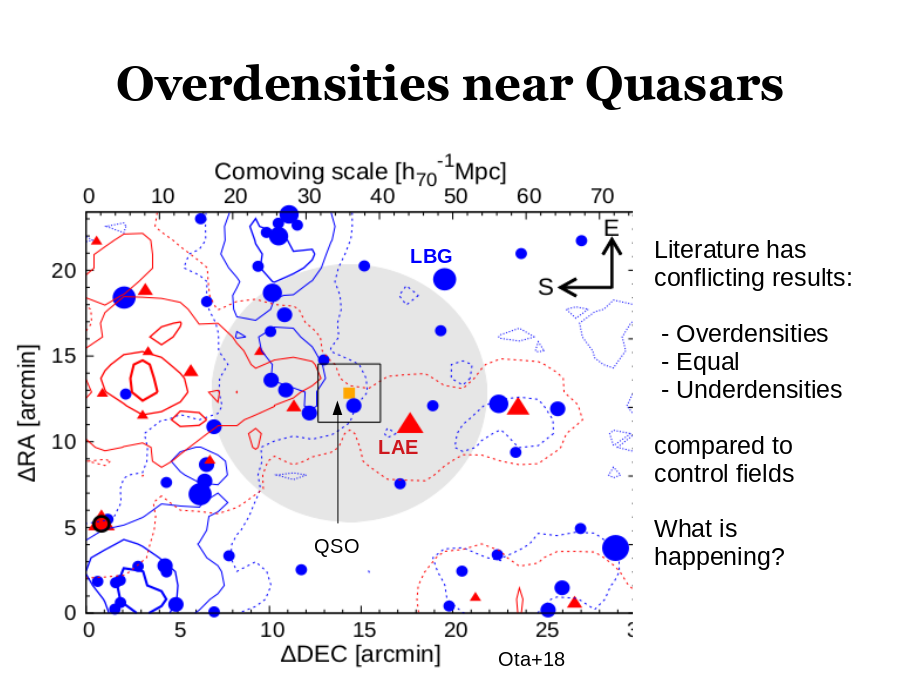 Overdensities near Quasars
Comoving scale [h70-1Mpc]
0 10 20 30 40 50 60 70
E
LBG
S
20
15
10
5
0
ΔRA [arcmin]
LAE
QSO
0 5 10 15 20 25
ΔDEC [arcmin]
Ota+18
Literature has
conflicting results:
- Overdensities
- Equal
- Underdensities
compared to
control fields
What is
happening?